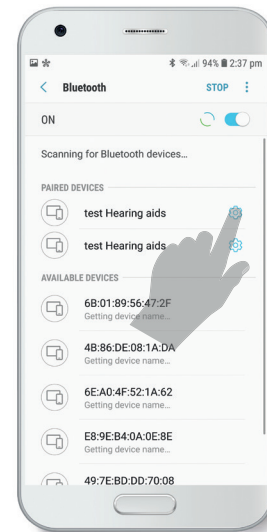 94% 2:37 pm
Bluetooth STOP
ON
Scanning for Bluetooth devices...
PAIRED DEVICES
test Hearing aids
test Hearing aids
AVAILABLE DEVICES
6B:01:89:56:47:2F
Getting device name...
4B:86:DE:08:1A:DA
Getting device name...
6E:A0:4F:52:1A:62
Getting device name...
E8:9E:B4:0A:0E:8E
Getting device name...
49:7E:BD:DD:70:08